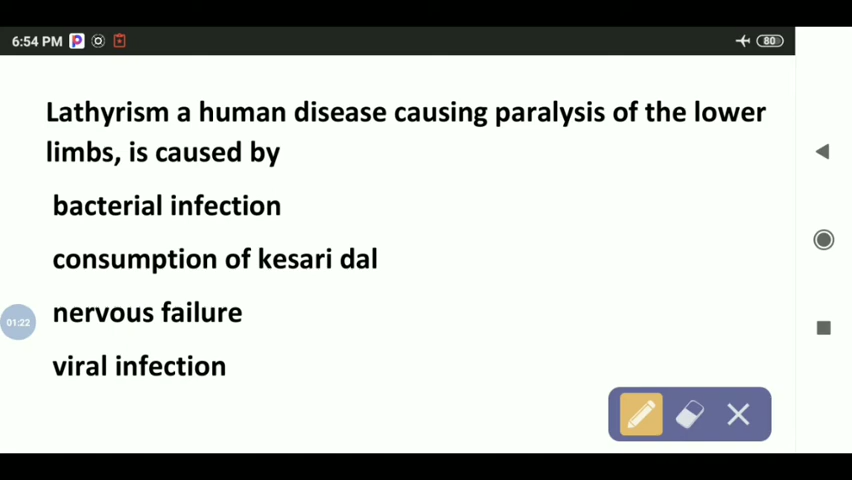 6:54 PM P 80
Lathyrism a human disease causing paralysis of the lower
limbs, is caused by
bacterial infection
consumption of kesari dal
nervous failure
01:22
viral infection